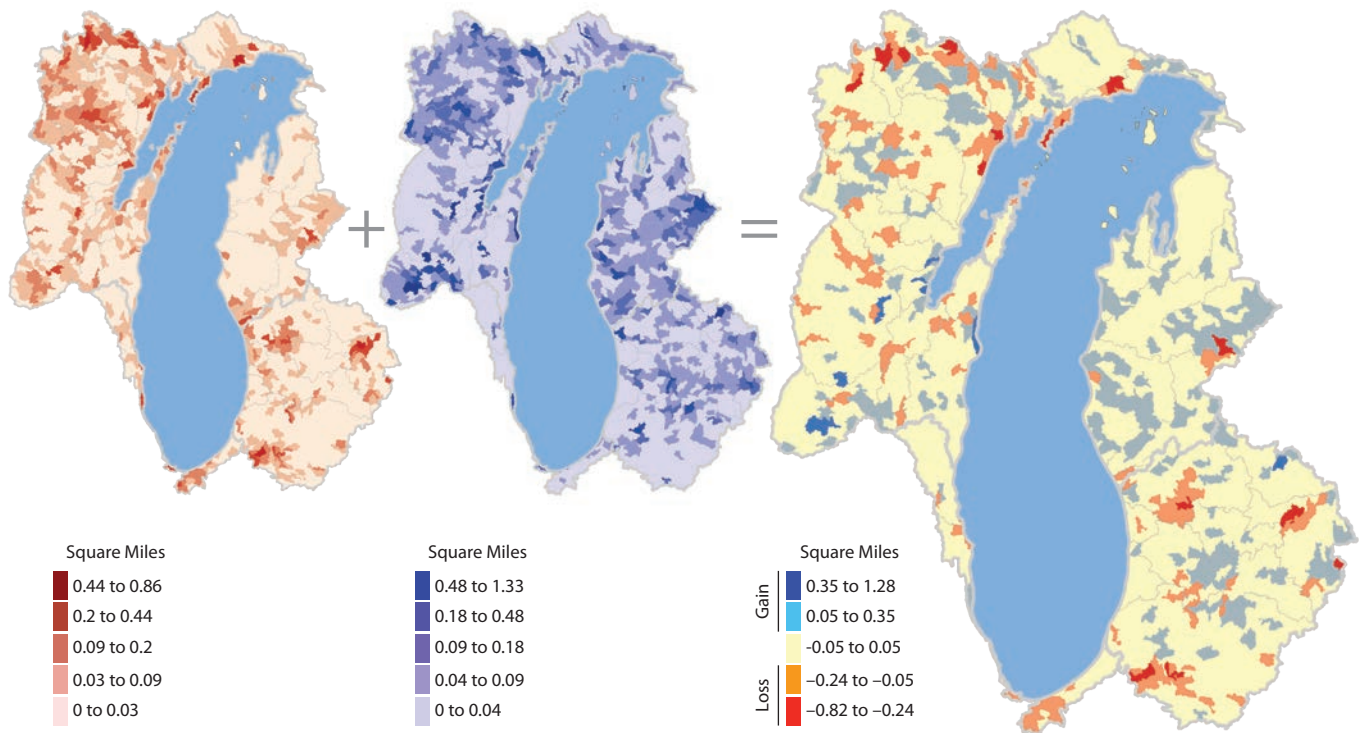 +
=
Square Miles
0.44 to 0.86
0.2 to 0.44
0.09 to 0.2
0.03 to 0.09
0 to 0.03
Square Miles
0.48 to 1.33
0.18 to 0.48
0.09 to 0.18
0.04 to 0.09
0 to 0.04
Square Miles
Gain
0.35 to 1.28
0.05 to 0.35
-0.05 to 0.05
Loss
–0.24 to –0.05
–0.82 to –0.24